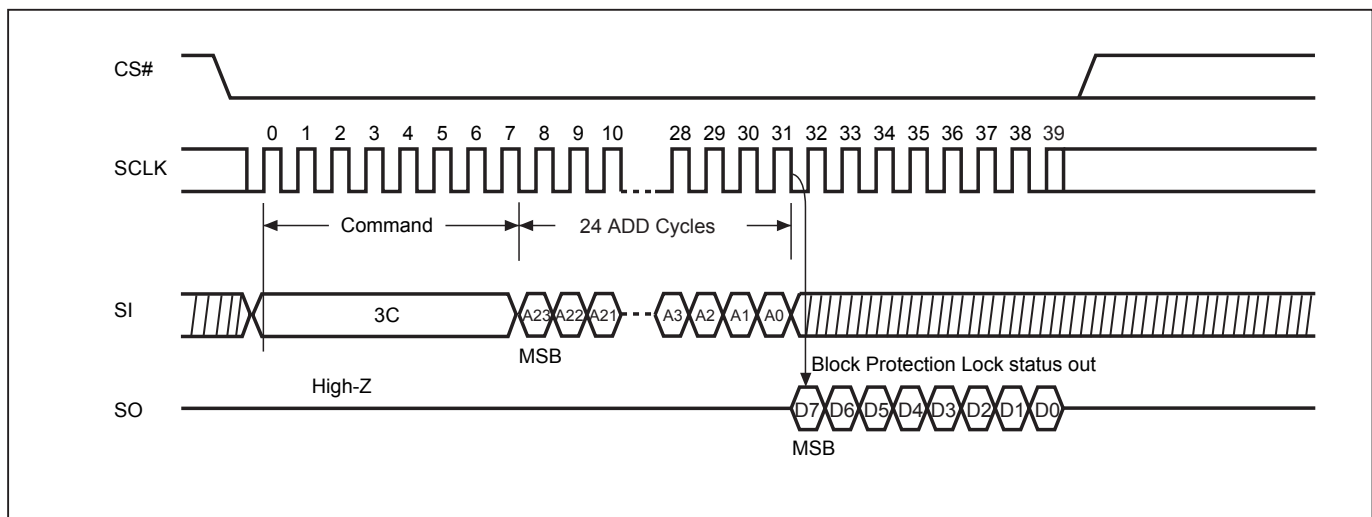 CS#
0 1 2 3 4 5 6 7 8 9 10 28 29 30 31 32 33 34 35 36 37 38 39
SCLK
Command 24 ADD Cycles
SI 3C A23 A22 A21 A3 A2 A1 A0
MSB
Block Protection Lock status out
High-Z
SO D7 D6 D5 D4 D3 D2 D1 D0
MSB